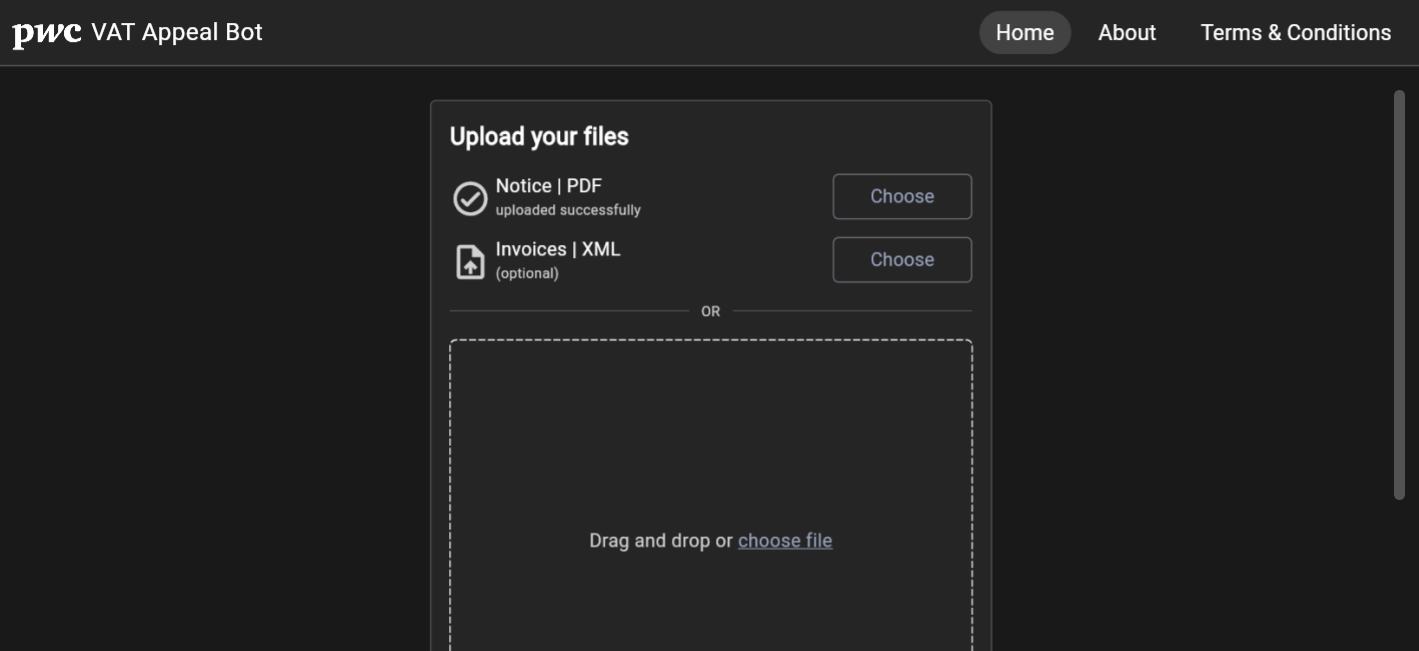 pwc VAT Appeal Bot
Home
About
Terms & Conditions
Upload your files
Notice | PDF
uploaded successfully
Choose
Invoices | XML
(optional)
Choose
OR
Drag and drop or choose file